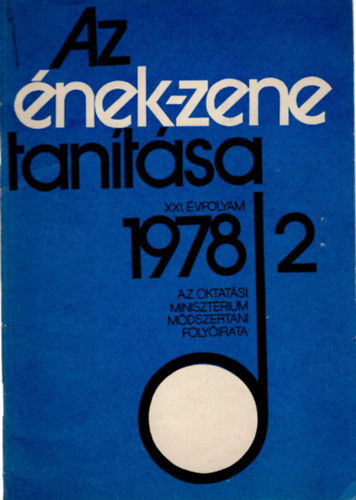 Az
ének-zene
tanítása
XXI. ÉVFOLYAM
1978 2
AZ OKTATÁSI
MINISZTÉRIUM
MÓDSZERTANI
FOLYÓIRATA